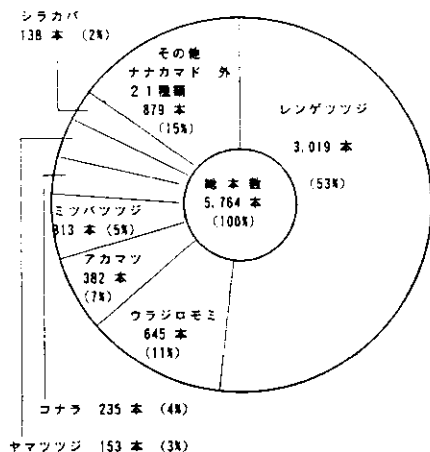 シラカバ
138 本 (2%)
その他
ナナカマド 外
21種類
879 本
(15%)
レンゲツツジ
3,019 本
(53%)
総本数
5,764 本
(100%)
ミツバツツジ
313 本 (5%)
アカマツ
382 本
(7%)
ウラジロモミ
645 本
(11%)
コナラ 235 本 (4%)
ヤマツツジ 153 本 (3%)